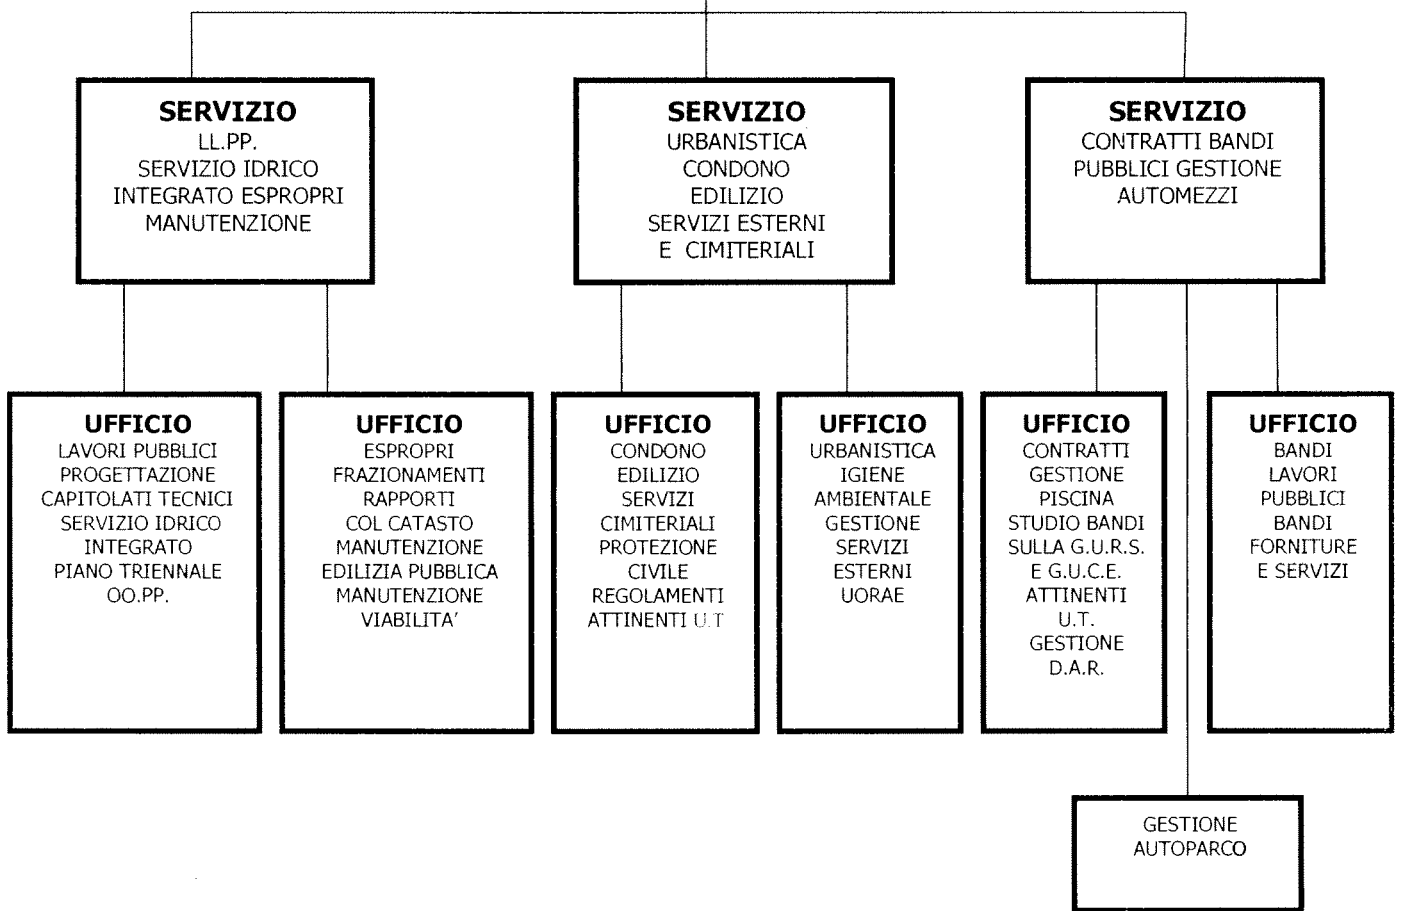 SERVIZIO
LL.PP.
SERVIZIO IDRICO
INTEGRATO ESPROPRI
MANUTENZIONE
SERVIZIO
URBANISTICA
CONDONO
EDILIZIO
SERVIZI ESTERNI
E CIMITERIALI
SERVIZIO
CONTRATTI BANDI
PUBBLICI GESTIONE
AUTOMEZZI
UFFICIO
LAVORI PUBBLICI
PROGETTAZIONE
CAPITOLATI TECNICI
SERVIZIO IDRICO
INTEGRATO
PIANO TRIENNALE
OO.PP.
UFFICIO
ESPROPRI
FRAZIONAMENTI
RAPPORTI
COL CATASTO
MANUTENZIONE
EDILIZIA PUBBLICA
MANUTENZIONE
VIABILITA’
UFFICIO
CONDONO
EDILIZIO
SERVIZI
CIMITERIALI
PROTEZIONE
CIVILE
REGOLAMENTI
ATTINENTI U.T
UFFICIO
URBANISTICA
IGIENE
AMBIENTALE
GESTIONE
SERVIZI
ESTERNI
UORAE
UFFICIO
CONTRATTI
GESTIONE
PISCINA
STUDIO BANDI
SULLA G.U.R.S.
E G.U.C.E.
ATTINENTI
U.T.
GESTIONE
D.A.R.
UFFICIO
BANDI
LAVORI
PUBBLICI
BANDI
FORNITURE
E SERVIZI
GESTIONE
AUTOPARCO